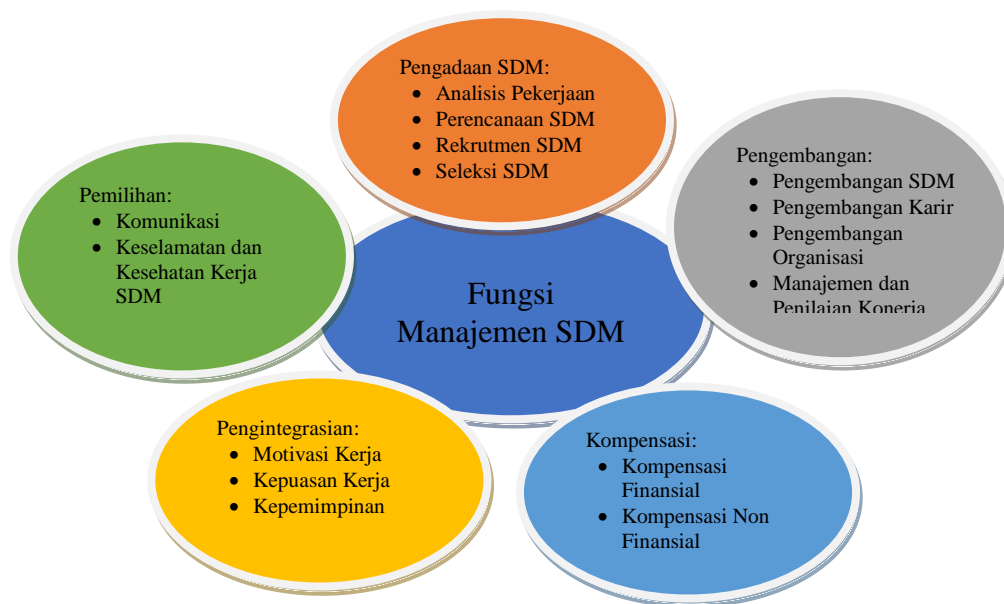 Pengadaan SDM:
• Analisis Pekerjaan
• Perencanaan SDM
• Rekrutmen SDM
• Seleksi SDM
Pengembangan:
• Pengembangan SDM
• Pengembangan Karir
• Pengembangan
Organisasi
• Manajemen dan
Penilaian Konerja
Kompensasi:
• Kompensasi
Finansial
• Kompensasi Non
Finansial
Pengintegrasian:
• Motivasi Kerja
• Kepuasan Kerja
• Kepemimpinan
Pemilihan:
• Komunikasi
• Keselamatan dan
Kesehatan Kerja
SDM
Fungsi
Manajemen SDM